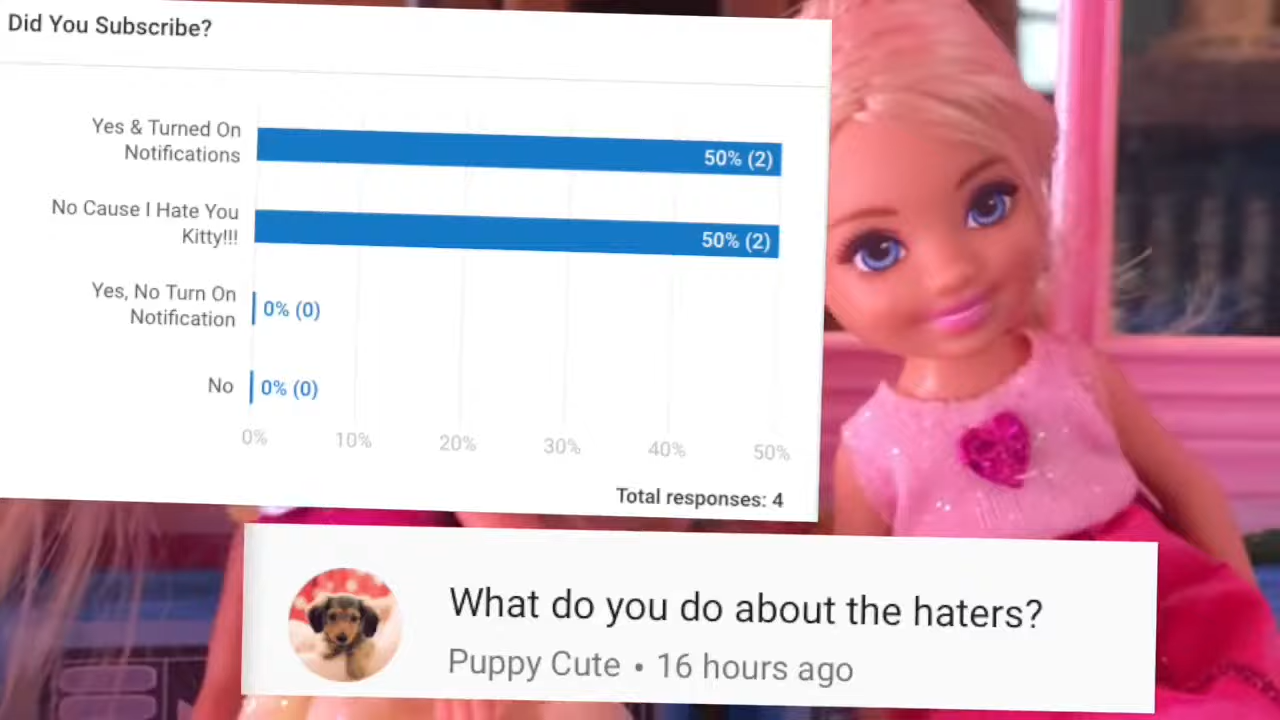 Did You Subscribe?
Yes & Turned On
Notifications
50% (2)
No Cause I Hate You
Kitty!!!
50% (2)
Yes, No Turn On
Notification
0% (0)
No
0% (0)
0% 10% 20% 30% 40% 50%
Total responses: 4
What do you do about the haters?
Puppy Cute • 16 hours ago